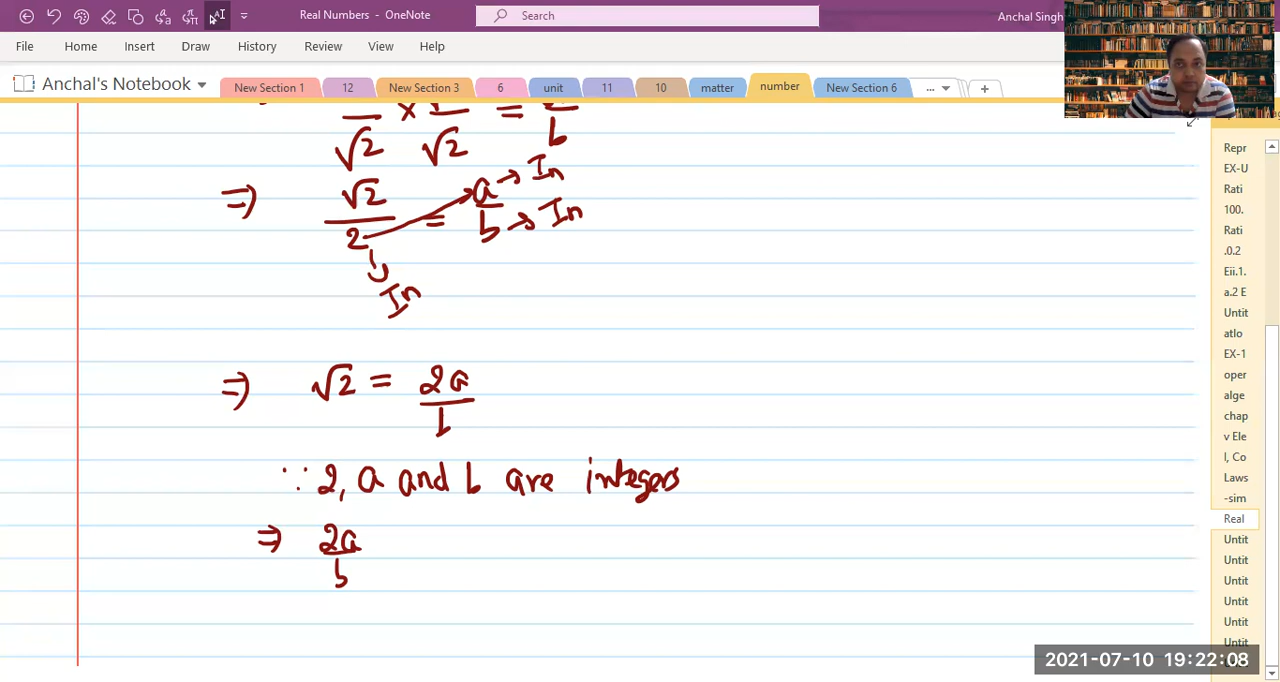 Real Numbers - OneNote
Search
Anchal Singh
File Home Insert Draw History Review View Help
Anchal's Notebook
New Section 1 12 New Section 3 6 unit 11 10 matter number New Section 6 ...
√2 × √2 = b
⇒ √2/2 = a/b
a → In
b → In
In
⇒ √2 = 2a/b
∵ 2, a and b are integers
⇒ 2a/b
Repr
EX-U
Rati
100.
Rati
.0.2
Eii.1.
a.2 E
Untit
atlo
EX-1
oper
alge
chap
v Ele
l, Co
Laws
-sim
Real
Untit
Untit
Untit
Untit
Untit
Untit
2021-07-10 19:22:08